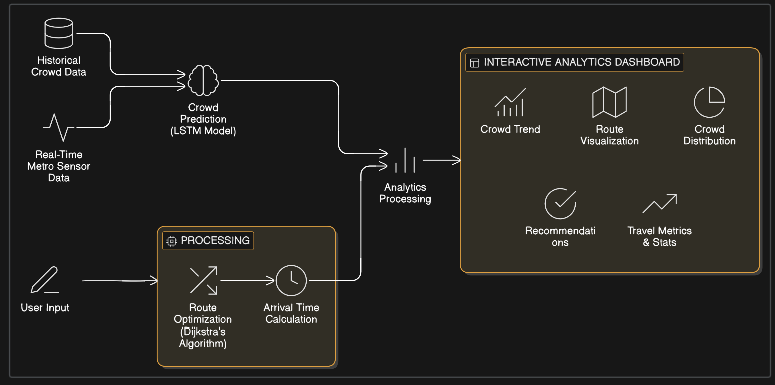 Historical
Crowd Data
Real-Time
Metro Sensor
Data
Crowd
Prediction
(LSTM Model)
User Input
PROCESSING
Route
Optimization
(Dijkstra's
Algorithm)
Arrival Time
Calculation
Analytics
Processing
INTERACTIVE ANALYTICS DASHBOARD
Crowd Trend
Route
Visualization
Crowd
Distribution
Recommendati
ons
Travel Metrics
& Stats